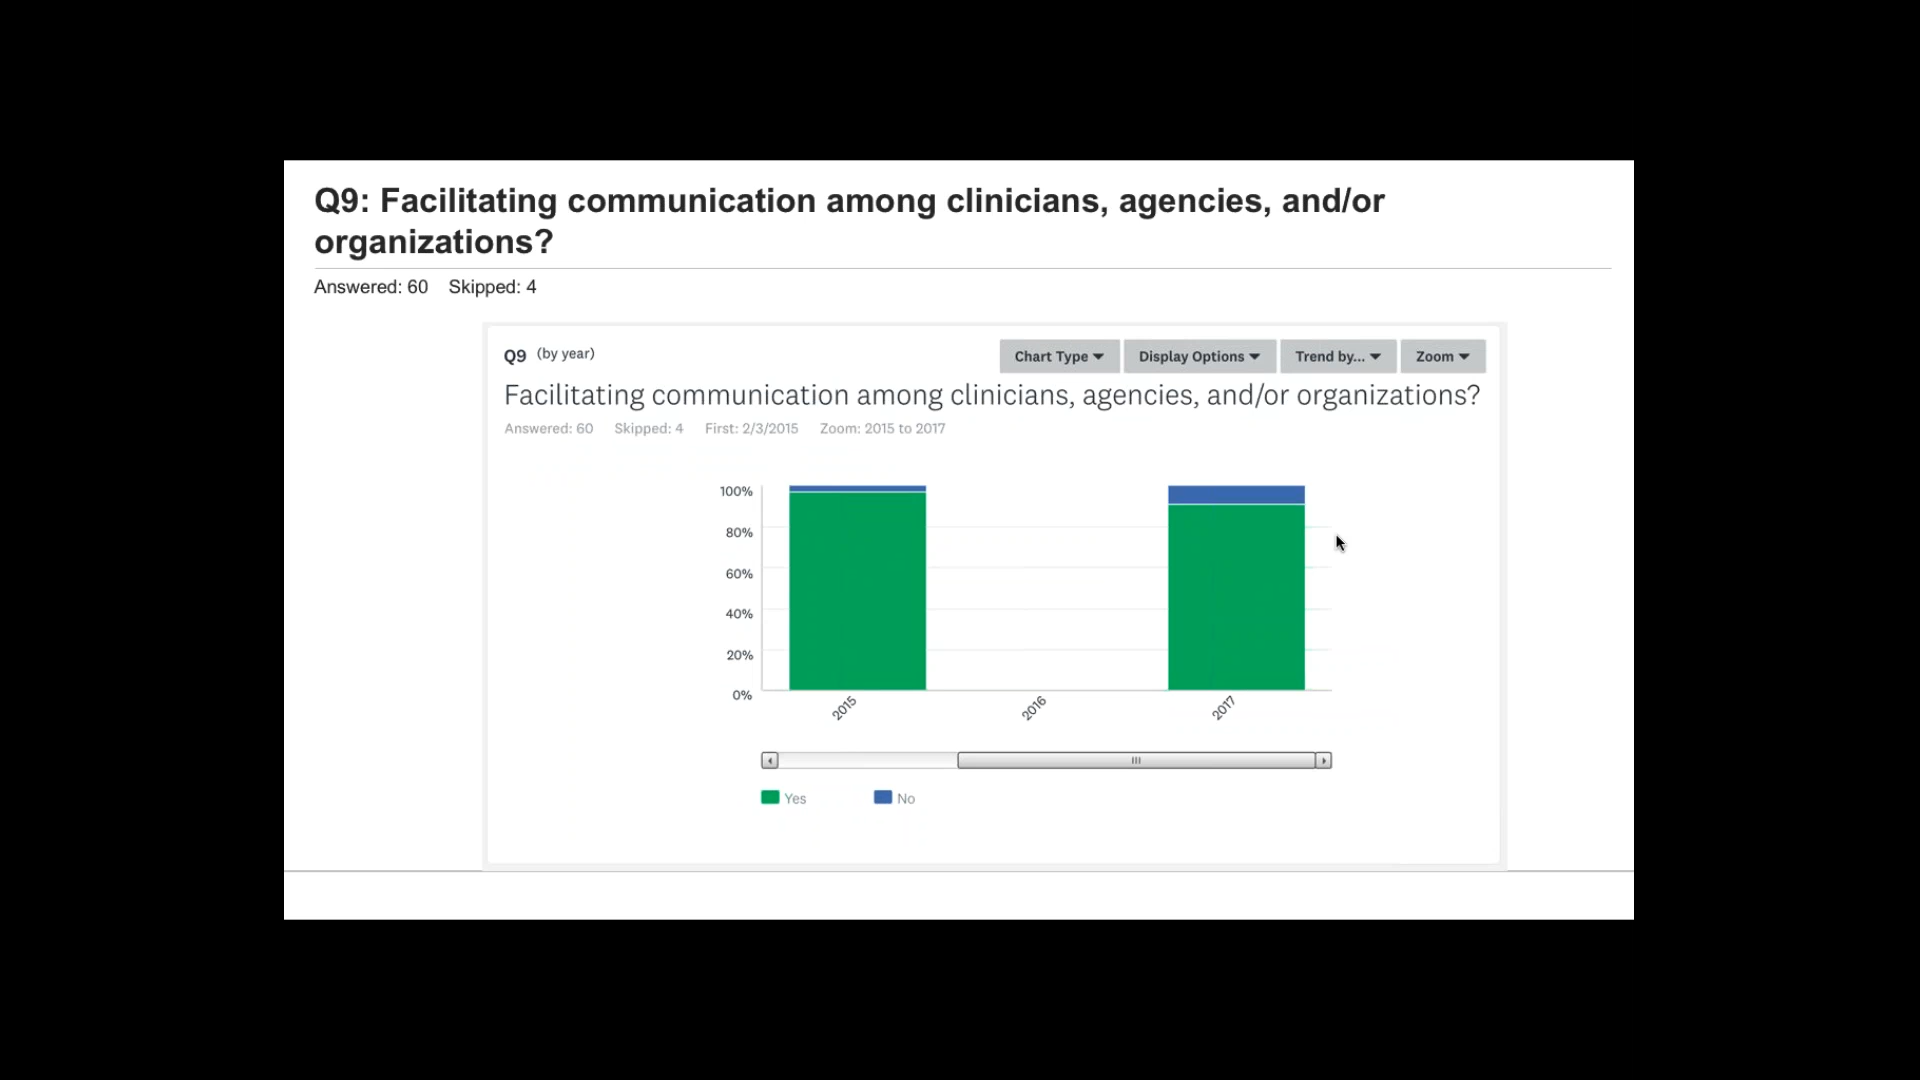 Q9: Facilitating communication among clinicians, agencies, and/or
organizations?
Answered: 60 Skipped: 4
Q9 (by year)
Chart Type Display Options Trend by... Zoom
Facilitating communication among clinicians, agencies, and/or organizations?
Answered: 60 Skipped: 4 First: 2/3/2015 Zoom: 2015 to 2017
100%
80%
60%
40%
20%
0%
2015 2016 2017
Yes No